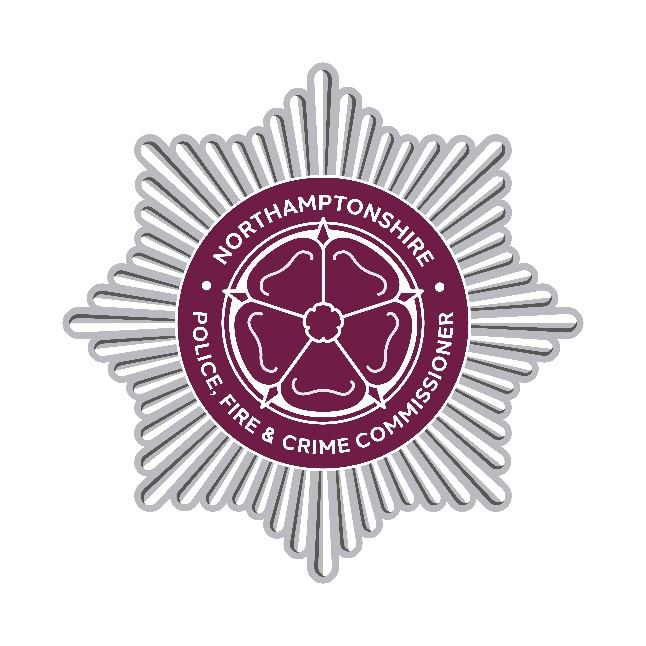 NORTHAMPTONSHIRE
POLICE, FIRE & CRIME COMMISSIONER